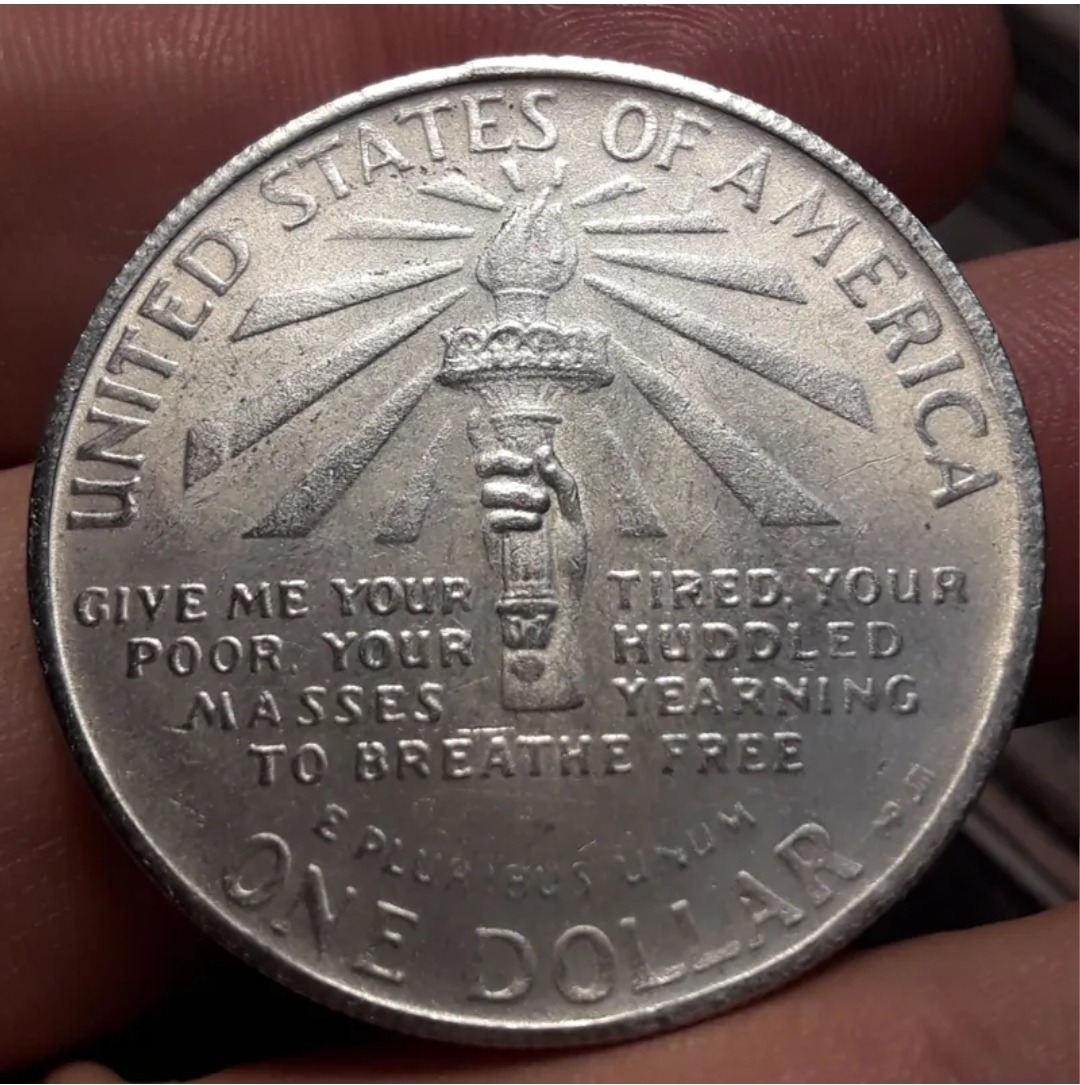 UNITED STATES OF AMERICA
GIVE ME YOUR TIRED, YOUR
POOR, YOUR HUDDLED
MASSES YEARNING
TO BREATHE FREE
E PLURIBUS UNUM
ONE DOLLAR